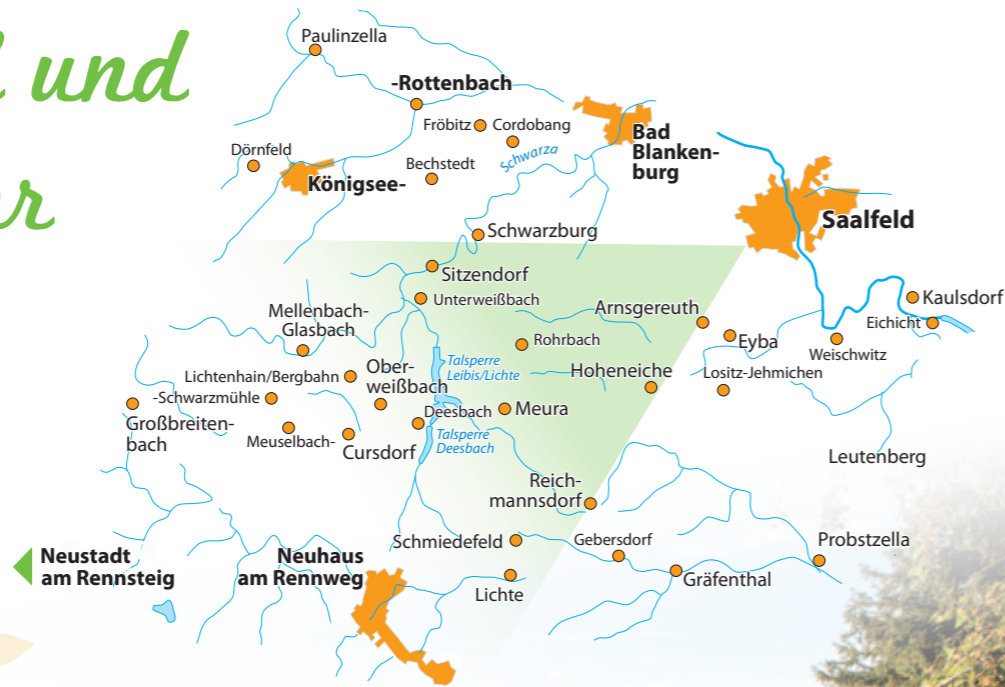 und
Paulinzella
-Rottenbach
Fröbitz
Cordobang
Schwarza
Bad
Blanken-
burg
Dörnfeld
Bechstedt
Königsee-
Saalfeld
Schwarzburg
Sitzendorf
Unterweißbach
Kaulsdorf
Arnsgereuth
Eichicht
Mellenbach-
Glasbach
Rohrbach
Eyba
Weischwitz
Talsperre
Leibis/Lichte
Ober-
weißbach
Hoheneiche
Lichtenhain/Bergbahn
Lositz-Jehmichen
-Schwarzmühle
Deesbach
Meura
Großbreiten-
bach
Meuselbach-
Cursdorf
Talsperre
Deesbach
Leutenberg
Reich-
mannsdorf
Schmiedefeld
Gebersdorf
Probstzella
Neustadt
am Rennsteig
Neuhaus
am Rennweg
Lichte
Gräfenthal